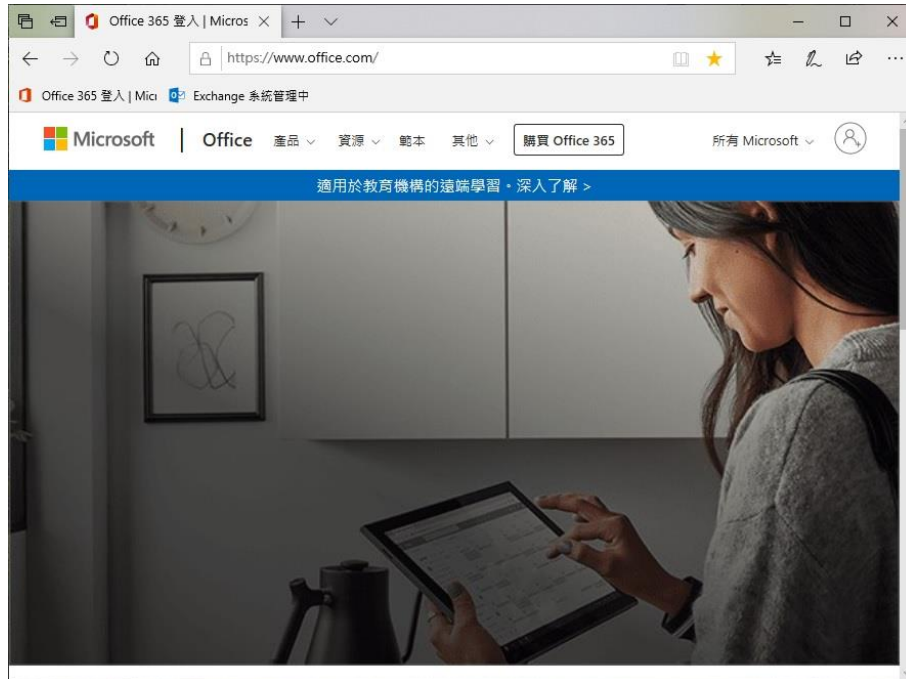 Office 365 登入 | Micros
https://www.office.com/
Office 365 登入 | Micr
Exchange 系統管理中
Microsoft | Office 產品 資源 範本 其他 購買 Office 365 所有 Microsoft
適用於教育機構的遠端學習。深入了解 >